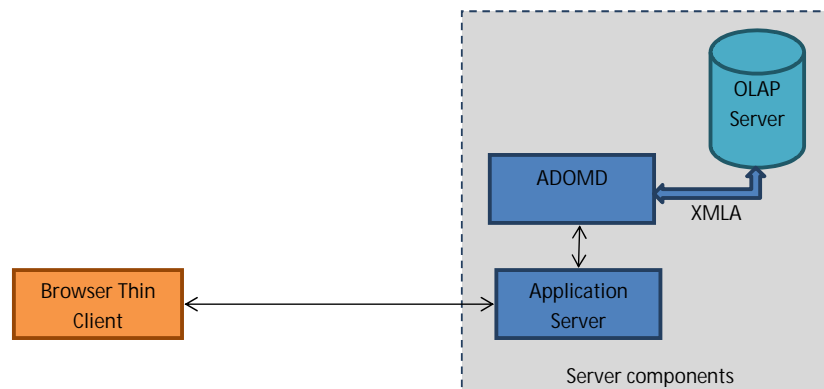 OLAP
Server
ADOMD
XMLA
Browser Thin
Client
Application
Server
Server components